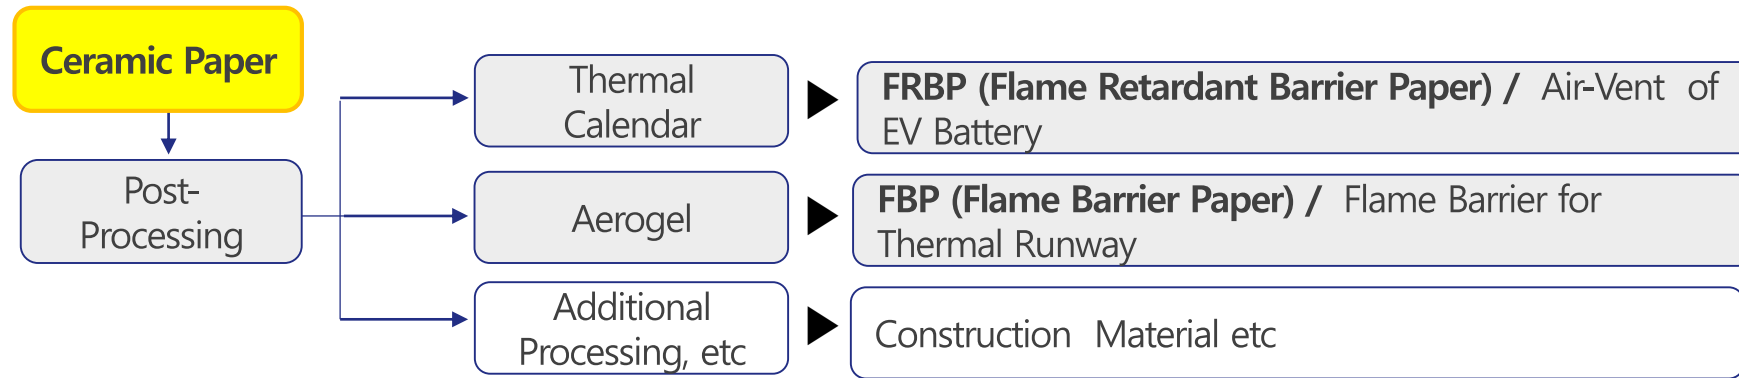 Ceramic Paper
Post-
Processing
Thermal
Calendar
FRBP (Flame Retardant Barrier Paper) / Air-Vent of
EV Battery
Aerogel
FBP (Flame Barrier Paper) / Flame Barrier for
Thermal Runway
Additional
Processing, etc
Construction Material etc